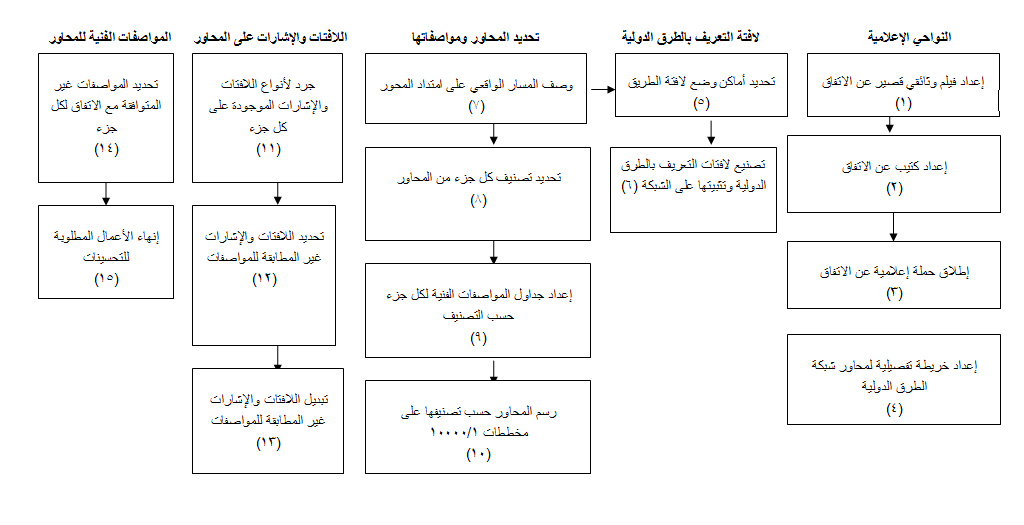 النواحي الإعلامية
إعداد فيلم وثائقي قصير عن الاتفاق
(١)
إعداد كتيب عن الاتفاق
(٢)
إطلاق حملة إعلامية عن الاتفاق
(٣)
إعداد خريطة تفصيلية لمحاور شبكة
الطرق الدولية
(٤)
لافتة التعريف بالطرق الدولية
تحديد أماكن وضع لافتة الطريق
(٥)
تصنيع لافتات التعريف بالطرق
الدولية وتثبيتها على الشبكة (٦)
تحديد المحاور ومواصفاتها
وصف المسار الواقعي على امتداد المحور
(٧)
تحديد تصنيف كل جزء من المحاور
(٨)
إعداد جداول المواصفات الفنية لكل جزء
حسب التصنيف
(٩)
رسم المحاور حسب تصنيفها على
مخططات ١٠٠٠٠/١
(١٠)
اللافتات والإشارات على المحاور
جرد لأنواع اللافتات
والإشارات الموجودة على
كل جزء
(١١)
تحديد اللافتات والإشارات
غير المطابقة للمواصفات
(١٢)
تبديل اللافتات والإشارات
غير المطابقة للمواصفات
(١٣)
المواصفات الفنية للمحاور
تحديد المواصفات غير
المتوافقة مع الاتفاق لكل
جزء
(١٤)
إنهاء الأعمال المطلوبة
للتحسينات
(١٥)